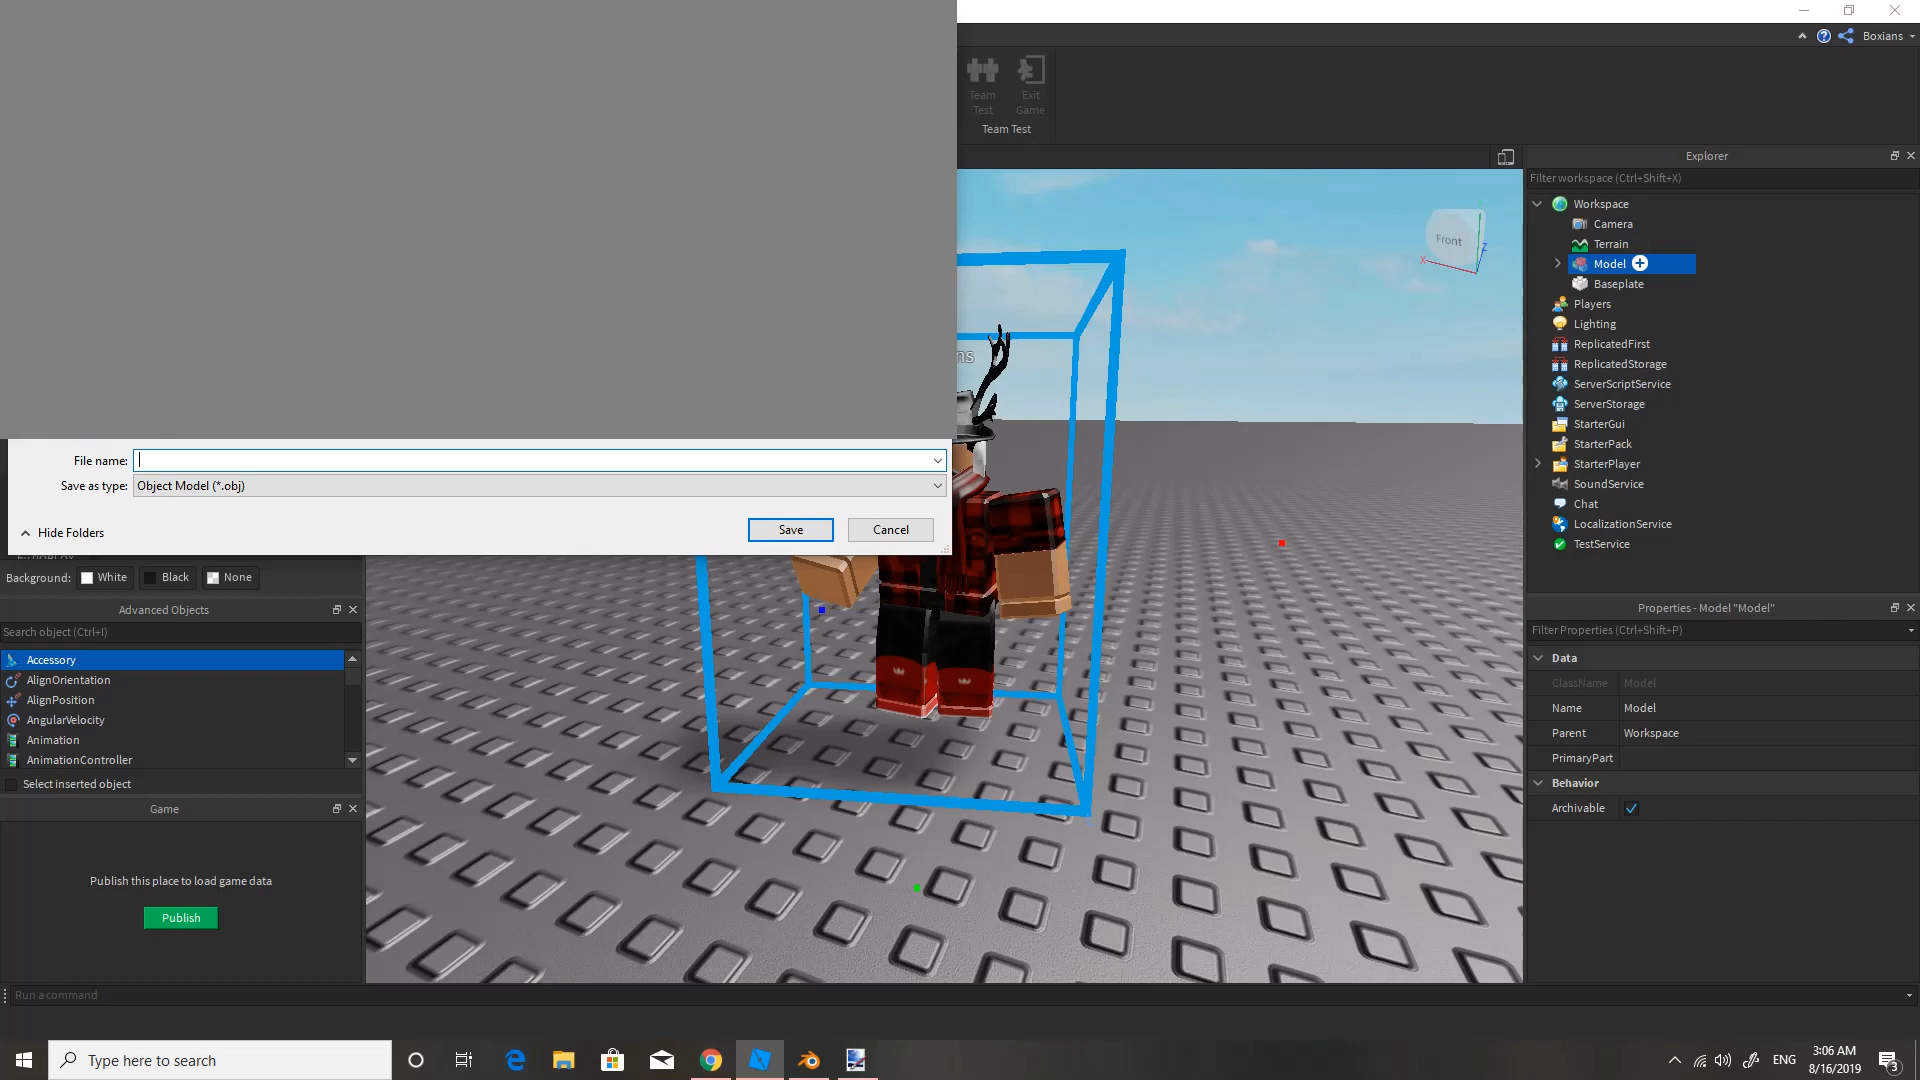 Boxians
Team Test
Exit Game
Team Test
Explorer
Filter workspace (Ctrl+Shift+X)
Workspace
Camera
Terrain
Model
Baseplate
Players
Lighting
ReplicatedFirst
ReplicatedStorage
ServerScriptService
ServerStorage
StarterGui
StarterPack
StarterPlayer
SoundService
Chat
LocalizationService
TestService
Front
X
Z
ns
File name:
Save as type: Object Model (*.obj)
Hide Folders
Save
Cancel
Background: White Black None
Advanced Objects
Search object (Ctrl+I)
Accessory
AlignOrientation
AlignPosition
AngularVelocity
Animation
AnimationController
Select inserted object
Game
Publish this place to load game data
Publish
Properties - Model "Model"
Filter Properties (Ctrl+Shift+P)
Data
ClassName Model
Name Model
Parent Workspace
PrimaryPart
Behavior
Archivable
Run a command
Type here to search
ENG
3:06 AM
8/16/2019
3